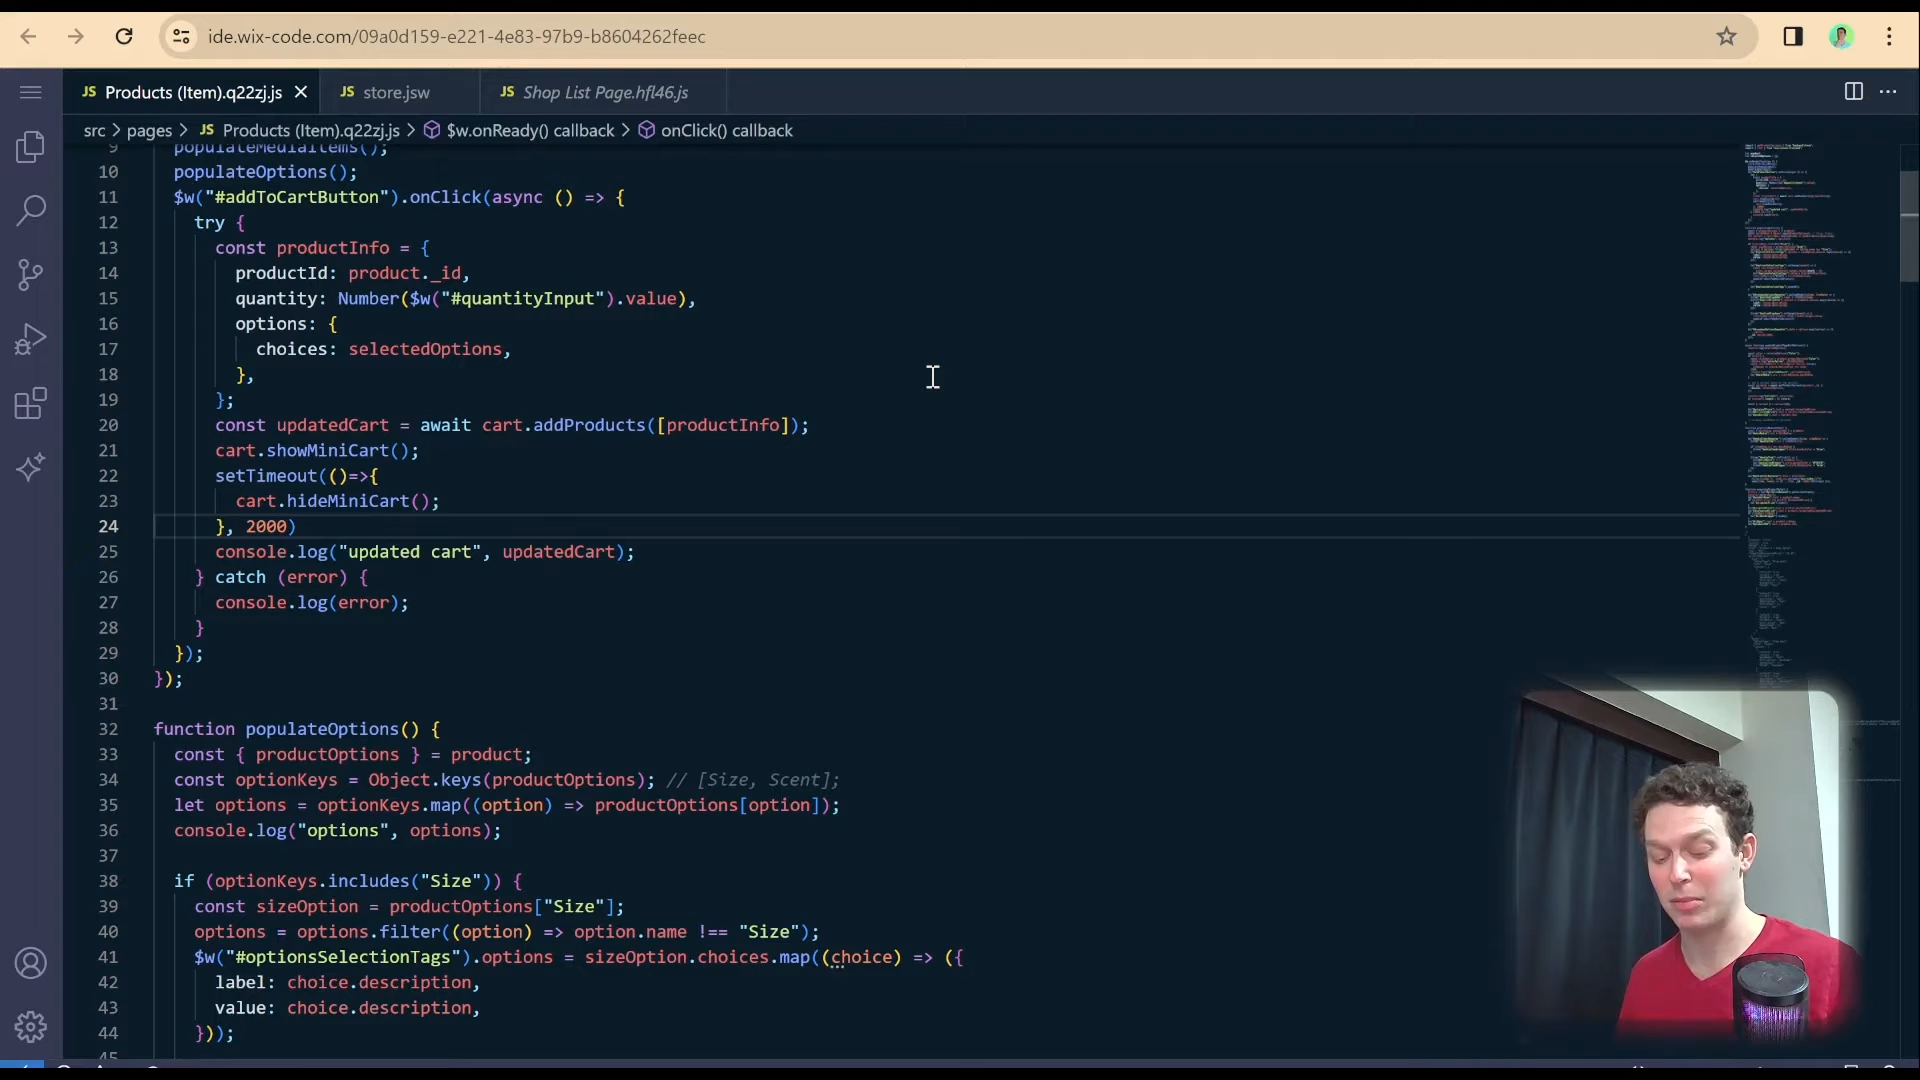 ide.wix-code.com/09a0d159-e221-4e83-97b9-b8604262feec
JS Products (Item).q22zj.js
JS store.jsw
JS Shop List Page.hfl46.js
src > pages > JS Products (Item).q22zj.js > $w.onReady() callback > onClick() callback
9 populateMediaItems();
10 populateOptions();
11 $w("#addToCartButton").onClick(async () => {
12 try {
13 const productInfo = {
14 productId: product._id,
15 quantity: Number($w("#quantityInput").value),
16 options: {
17 choices: selectedOptions,
18 },
19 };
20 const updatedCart = await cart.addProducts([productInfo]);
21 cart.showMiniCart();
22 setTimeout(()=>{
23 cart.hideMiniCart();
24 }, 2000)
25 console.log("updated cart", updatedCart);
26 } catch (error) {
27 console.log(error);
28 }
29 });
30 });
31
32 function populateOptions() {
33 const { productOptions } = product;
34 const optionKeys = Object.keys(productOptions); // [Size, Scent];
35 let options = optionKeys.map((option) => productOptions[option]);
36 console.log("options", options);
37
38 if (optionKeys.includes("Size")) {
39 const sizeOption = productOptions["Size"];
40 options = options.filter((option) => option.name !== "Size");
41 $w("#optionsSelectionTags").options = sizeOption.choices.map((choice) => ({
42 label: choice.description,
43 value: choice.description,
44 }));
45